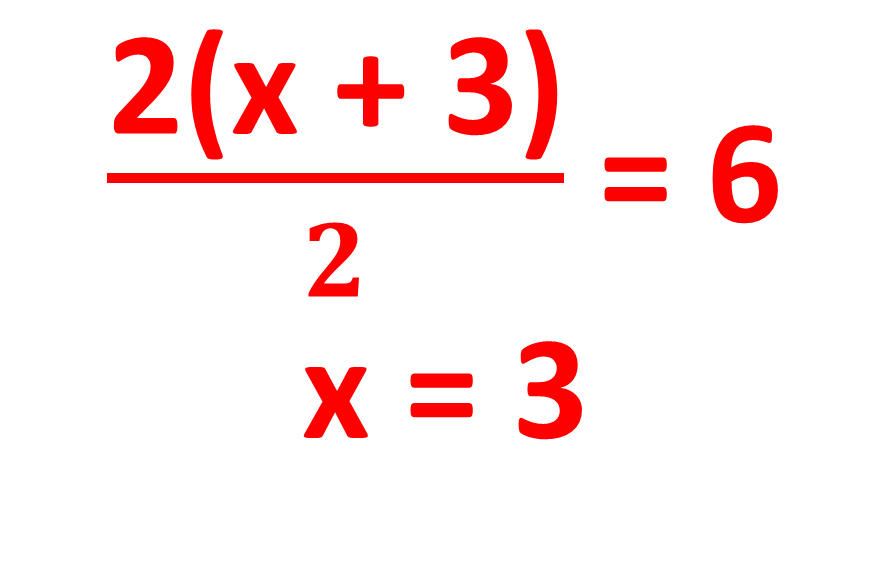 2(x + 3)
= 6
2
x = 3